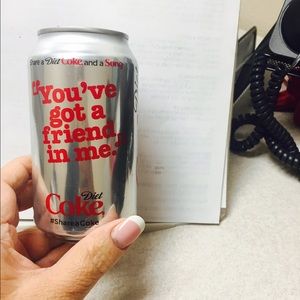 Share a Diet Coke, and a Song
"You've
got a
friend
in me."
Diet
Coke
#ShareaCoke